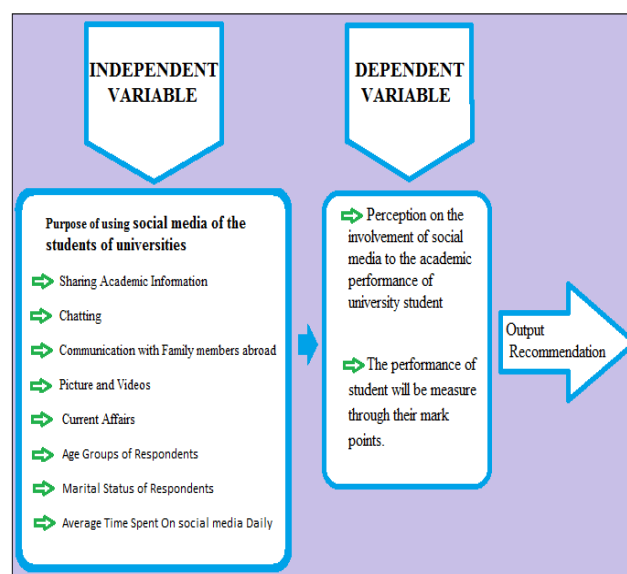 INDEPENDENT
VARIABLE
DEPENDENT
VARIABLE
Purpose of using social media of the
students of universities
Sharing Academic Information
Chatting
Communication with Family members abroad
Picture and Videos
Current Affairs
Age Groups of Respondents
Marital Status of Respondents
Average Time Spent On social media Daily
Perception on the
involvement of social
media to the academic
performance of
university student
The performance of
student will be measure
through their mark
points.
Output
Recommendation